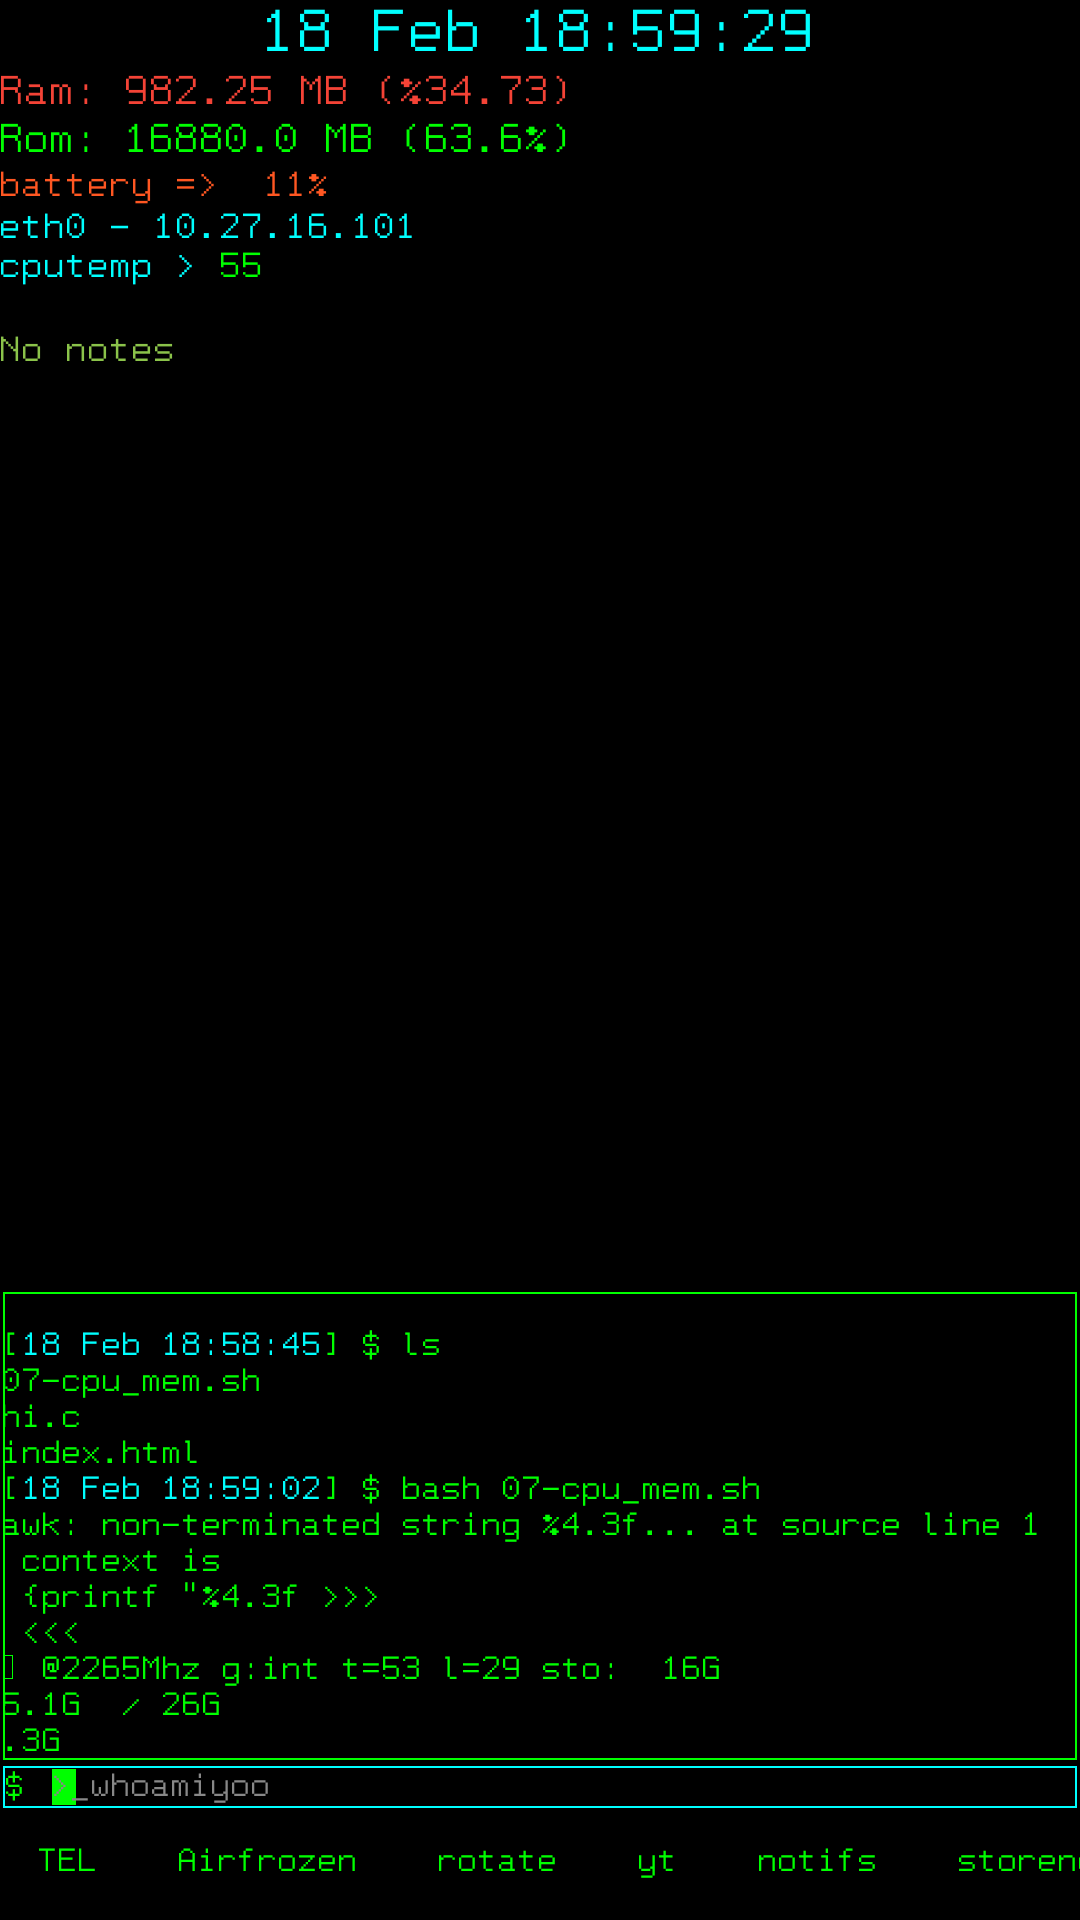 18 Feb 18:59:29
Ram: 982.25 MB (%34.73)
Rom: 16880.0 MB (63.6%)
battery =>  11%
eth0 - 10.27.16.101
cputemp > 55
No notes
[18 Feb 18:58:45] $ ls
07-cpu_mem.sh
hi.c
index.html
[18 Feb 18:59:02] $ bash 07-cpu_mem.sh
awk: non-terminated string %4.3f... at source line 1
 context is
 {printf "%4.3f >>>
 <<<
 @2265Mhz g:int t=53 l=29 sto:  16G
6.1G  / 26G
.3G
$ >_whoamiyoo
TEL Airfrozen rotate yt notifs storen